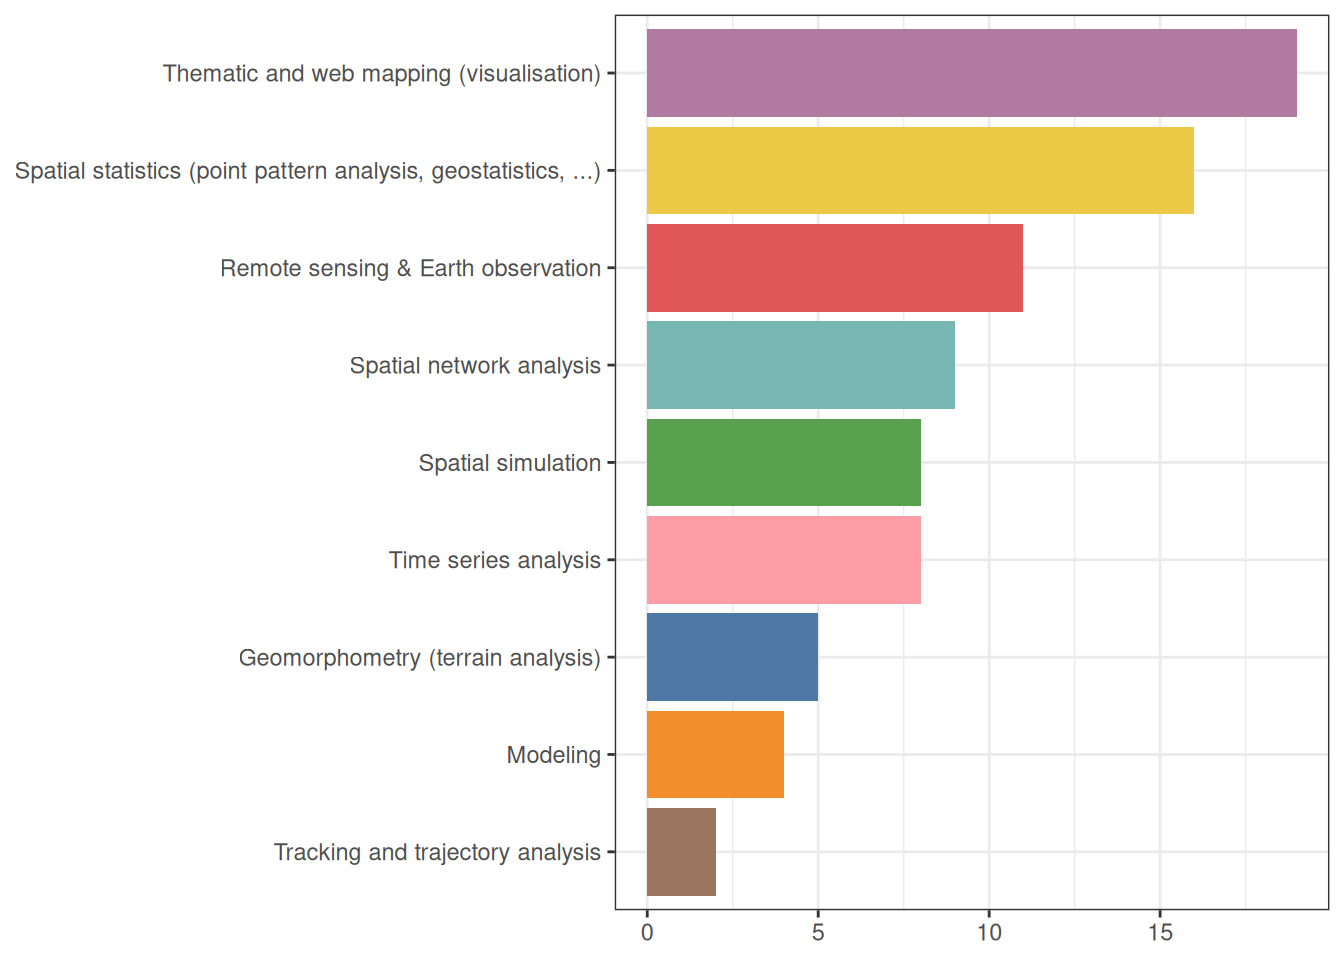 Thematic and web mapping (visualisation)
Spatial statistics (point pattern analysis, geostatistics, ...)
Remote sensing & Earth observation
Spatial network analysis
Spatial simulation
Time series analysis
Geomorphometry (terrain analysis)
Modeling
Tracking and trajectory analysis
0 5 10 15